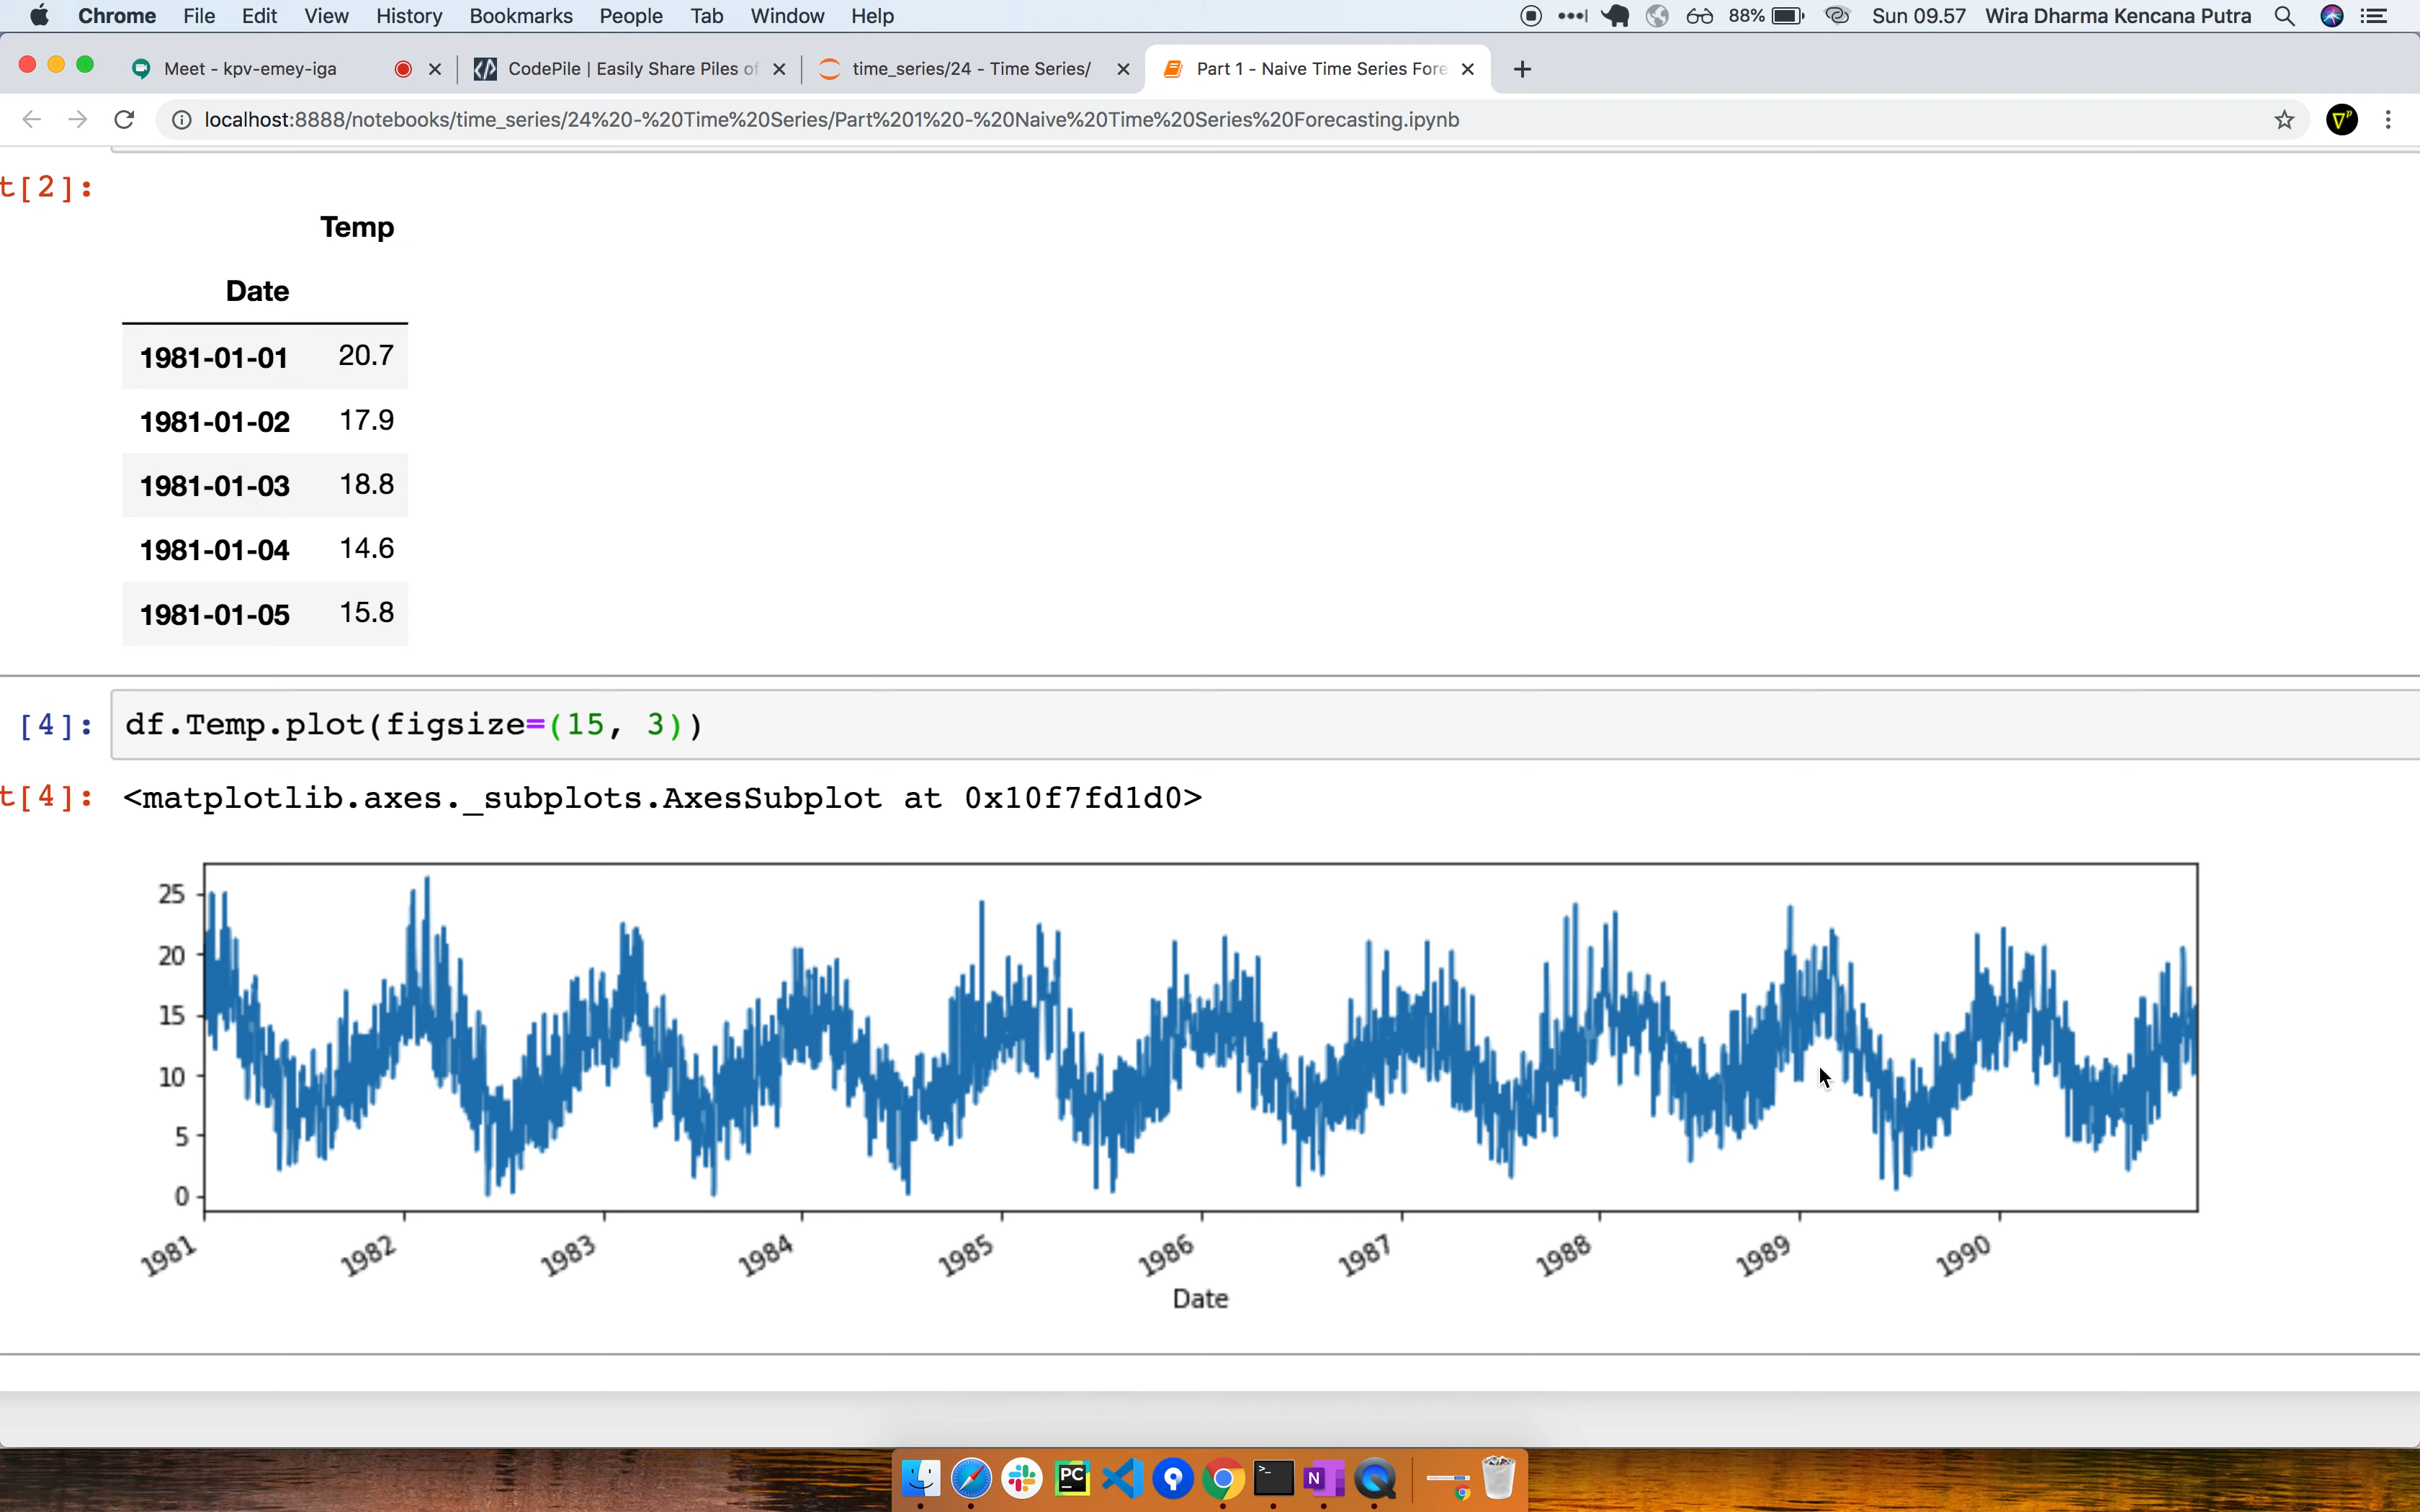 Chrome File Edit View History Bookmarks People Tab Window Help 88% Sun 09.57 Wira Dharma Kencana Putra
Meet - kpv-emey-iga CodePile | Easily Share Piles of time_series/24 - Time Series/ Part 1 - Naive Time Series Fore
localhost:8888/notebooks/time_series/24%20-%20Time%20Series/Part%201%20-%20Naive%20Time%20Series%20Forecasting.ipynb
t[2]:
Temp
Date
1981-01-01 20.7
1981-01-02 17.9
1981-01-03 18.8
1981-01-04 14.6
1981-01-05 15.8
[4]: df.Temp.plot(figsize=(15, 3))
t[4]: <matplotlib.axes._subplots.AxesSubplot at 0x10f7fd1d0>
25
20
15
10
5
0
1981 1982 1983 1984 1985 1986 1987 1988 1989 1990
Date
PC >_ N